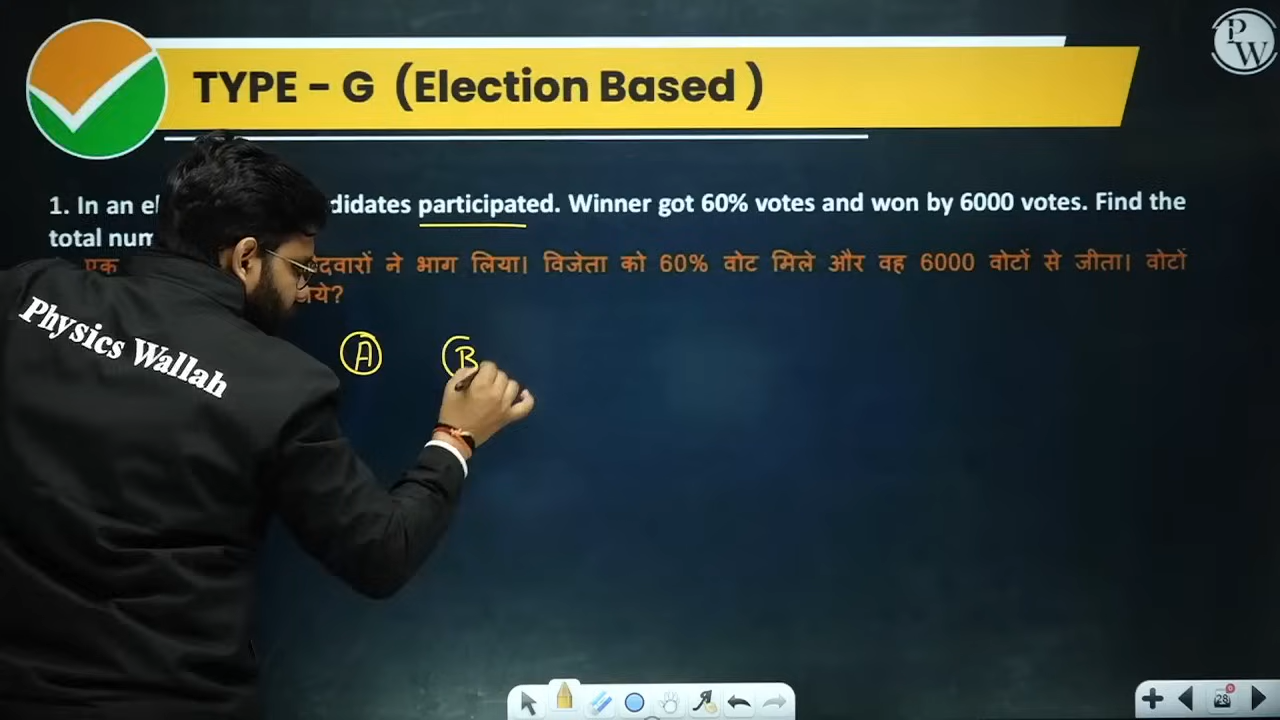 TYPE – G (Election Based )
PW
1. In an el didates participated. Winner got 60% votes and won by 6000 votes. Find the
total num
एक दवारों ने भाग लिया। विजेता को 60% वोट मिले और वह 6000 वोटों से जीता। वोटों
ये?
A B
Physics Wallah
28